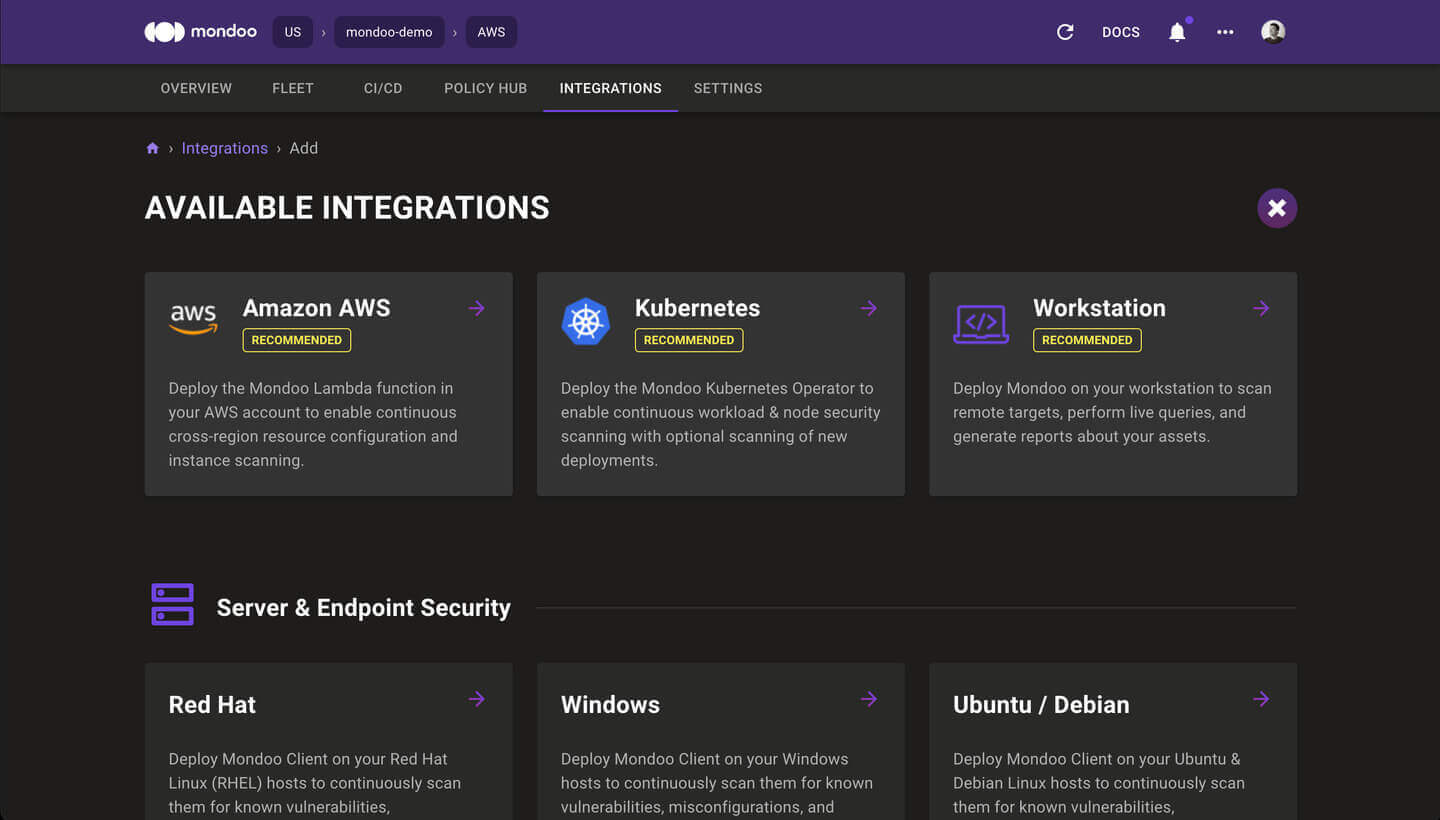 mondoo US › mondoo-demo › AWS DOCS
OVERVIEW FLEET CI/CD POLICY HUB INTEGRATIONS SETTINGS
› Integrations › Add
AVAILABLE INTEGRATIONS
aws
Amazon AWS
RECOMMENDED
Deploy the Mondoo Lambda function in
your AWS account to enable continuous
cross-region resource configuration and
instance scanning.
Kubernetes
RECOMMENDED
Deploy the Mondoo Kubernetes Operator to
enable continuous workload & node security
scanning with optional scanning of new
deployments.
Workstation
RECOMMENDED
Deploy Mondoo on your workstation to scan
remote targets, perform live queries, and
generate reports about your assets.
Server & Endpoint Security
Red Hat
Deploy Mondoo Client on your Red Hat
Linux (RHEL) hosts to continuously scan
them for known vulnerabilities,
Windows
Deploy Mondoo Client on your Windows
hosts to continuously scan them for known
vulnerabilities, misconfigurations, and
Ubuntu / Debian
Deploy Mondoo Client on your Ubuntu &
Debian Linux hosts to continuously scan
them for known vulnerabilities,